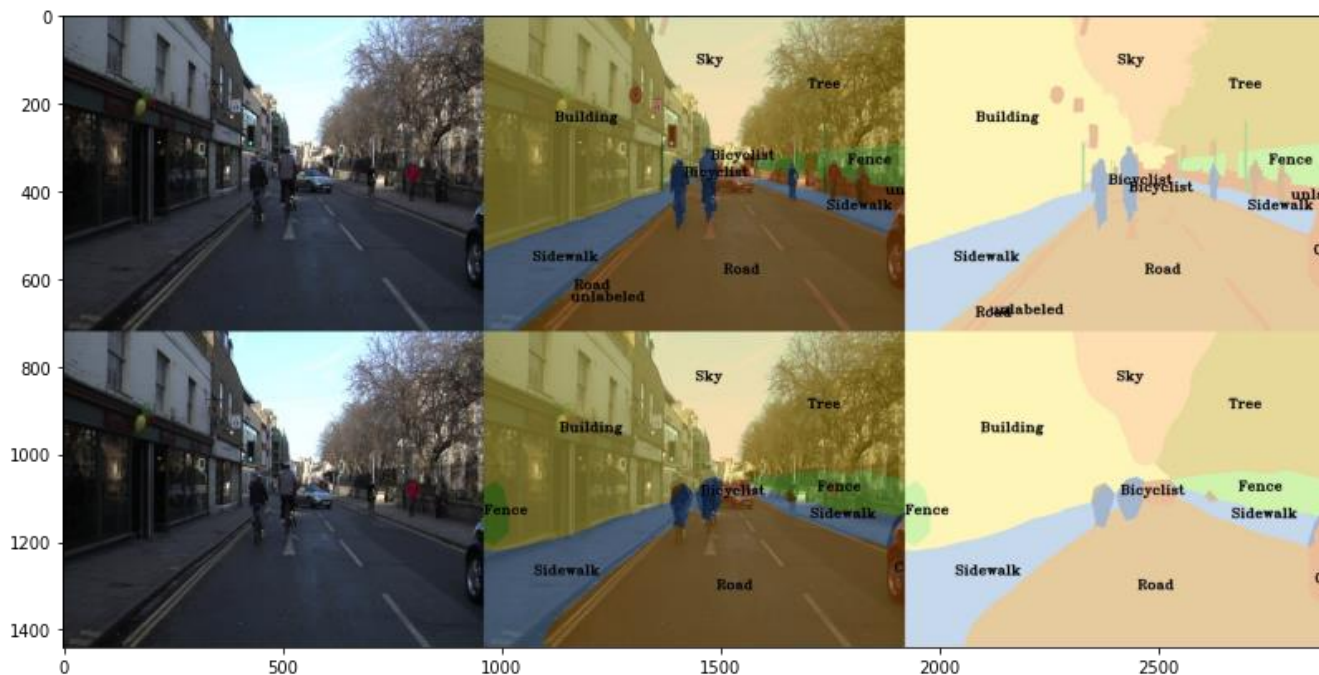 0
200
400
600
800
1000
1200
1400
0
500
1000
1500
2000
2500
Sky
Tree
Building
Bicyclist
Bicyclist
Fence
Sidewalk
Sidewalk
Road
Road
unlabeled
Sky
Tree
Building
Fence
Bicyclist
Bicyclist
Sidewalk
Sidewalk
Road
Road
unlabeled
Sky
Tree
Building
Fence
Bicyclist
Fence
Sidewalk
Sidewalk
Road
Sky
Tree
Building
Fence
Bicyclist
Fence
Sidewalk
Sidewalk
Road